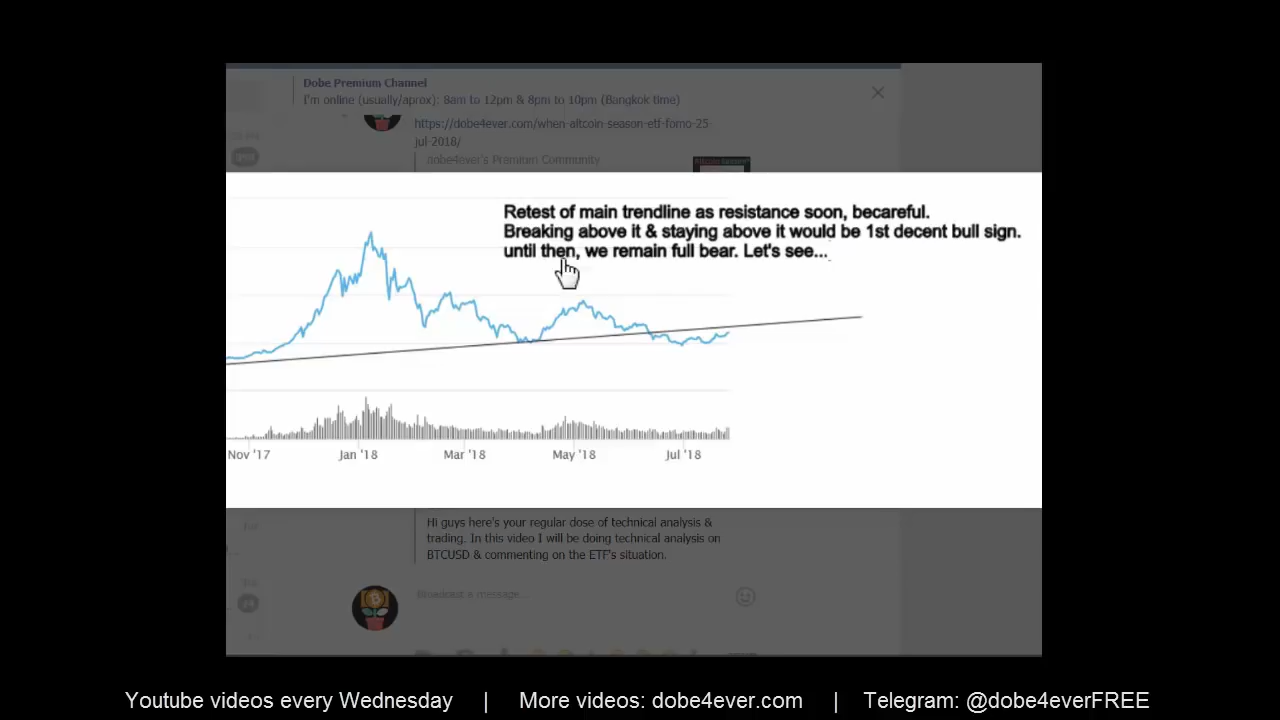 Dobe Premium Channel
I'm online (usually/aprox): 8am to 12pm & 8pm to 10pm (Bangkok time)
https://dobe4ever.com/when-altcoin-season-etf-fomo-25-
jul-2018/
dobe4ever's Premium Community
Retest of main trendline as resistance soon, becareful.
Breaking above it & staying above it would be 1st decent bull sign.
until then, we remain full bear. Let's see...
Nov '17 Jan '18 Mar '18 May '18 Jul '18
Hi guys here's your regular dose of technical analysis &
trading. In this video I will be doing technical analysis on
BTCUSD & commenting on the ETF's situation.
Broadcast a message...
Youtube videos every Wednesday | More videos: dobe4ever.com | Telegram: @dobe4everFREE